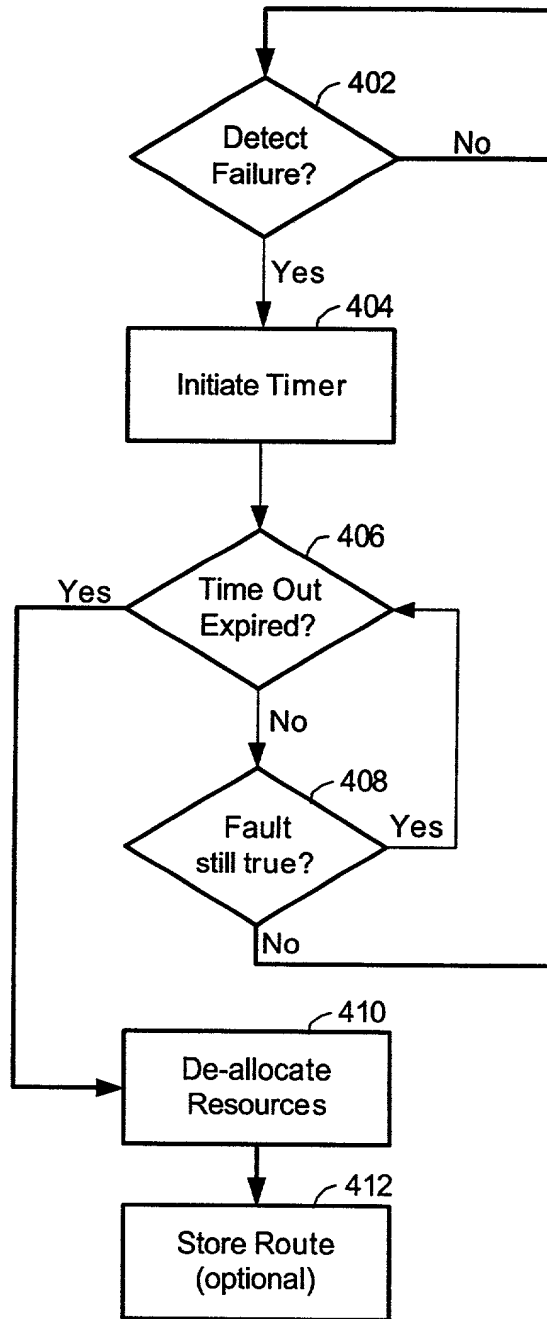 402
Detect
Failure?
No
Yes
404
Initiate Timer
406
Yes
Time Out
Expired?
No
408
Fault
still true?
Yes
No
410
De-allocate
Resources
412
Store Route
(optional)